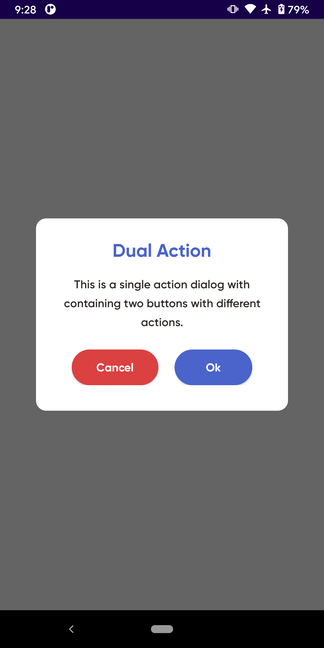 9:28
79%
Dual Action
This is a single action dialog with
containing two buttons with different
actions.
Cancel
Ok